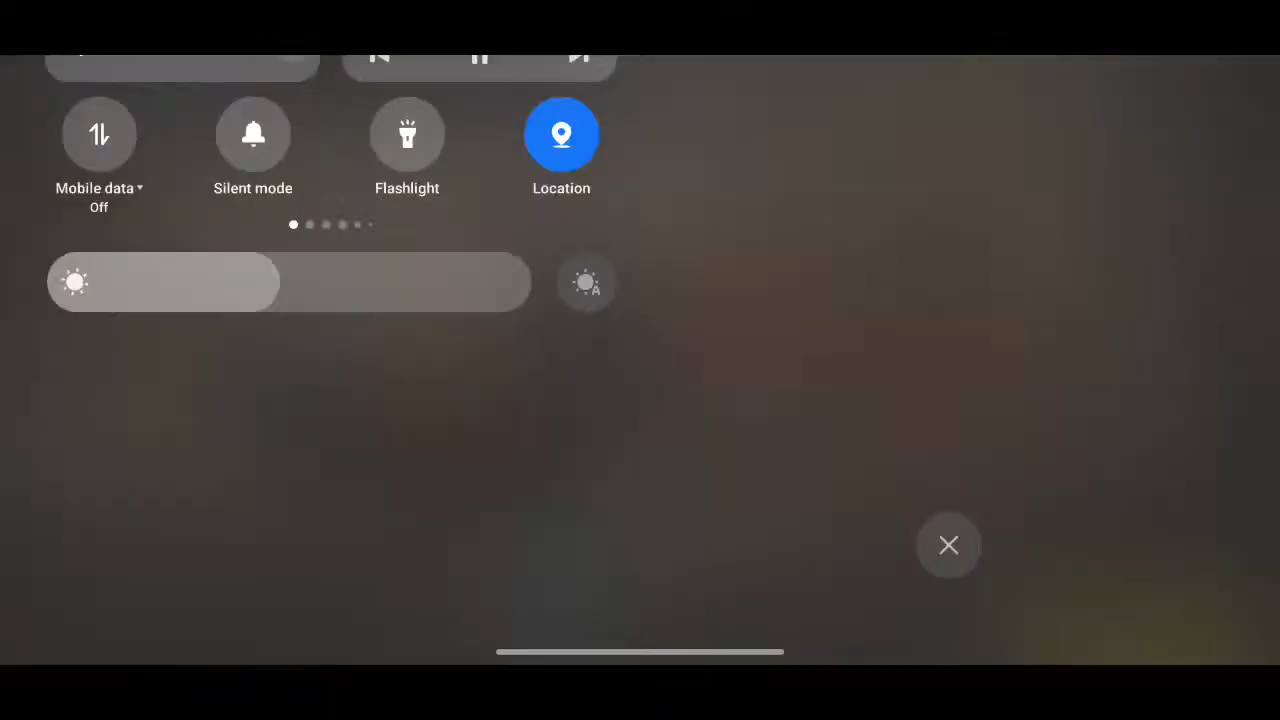 Mobile data
Silent mode
Flashlight
Location
Off